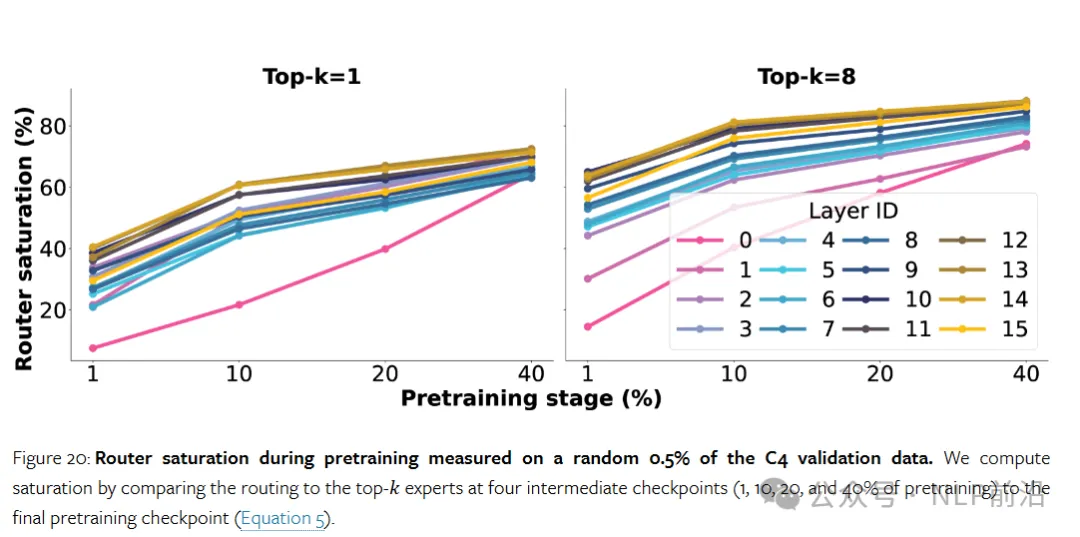 Top-k=1
Top-k=8
Router saturation (%)
80
60
40
20
Layer ID
0 4 8 12
1 5 9 13
2 6 10 14
3 7 11 15
1 10 20 40 1 10 20 40
Pretraining stage (%)
Figure 20: Router saturation during pretraining measured on a random 0.5% of the C4 validation data. We compute
saturation by comparing the routing to the top-k experts at four intermediate checkpoints (1, 10, 20, and 40% of pretraining) to the
final pretraining checkpoint (Equation 5).
公众号 · NLP前沿